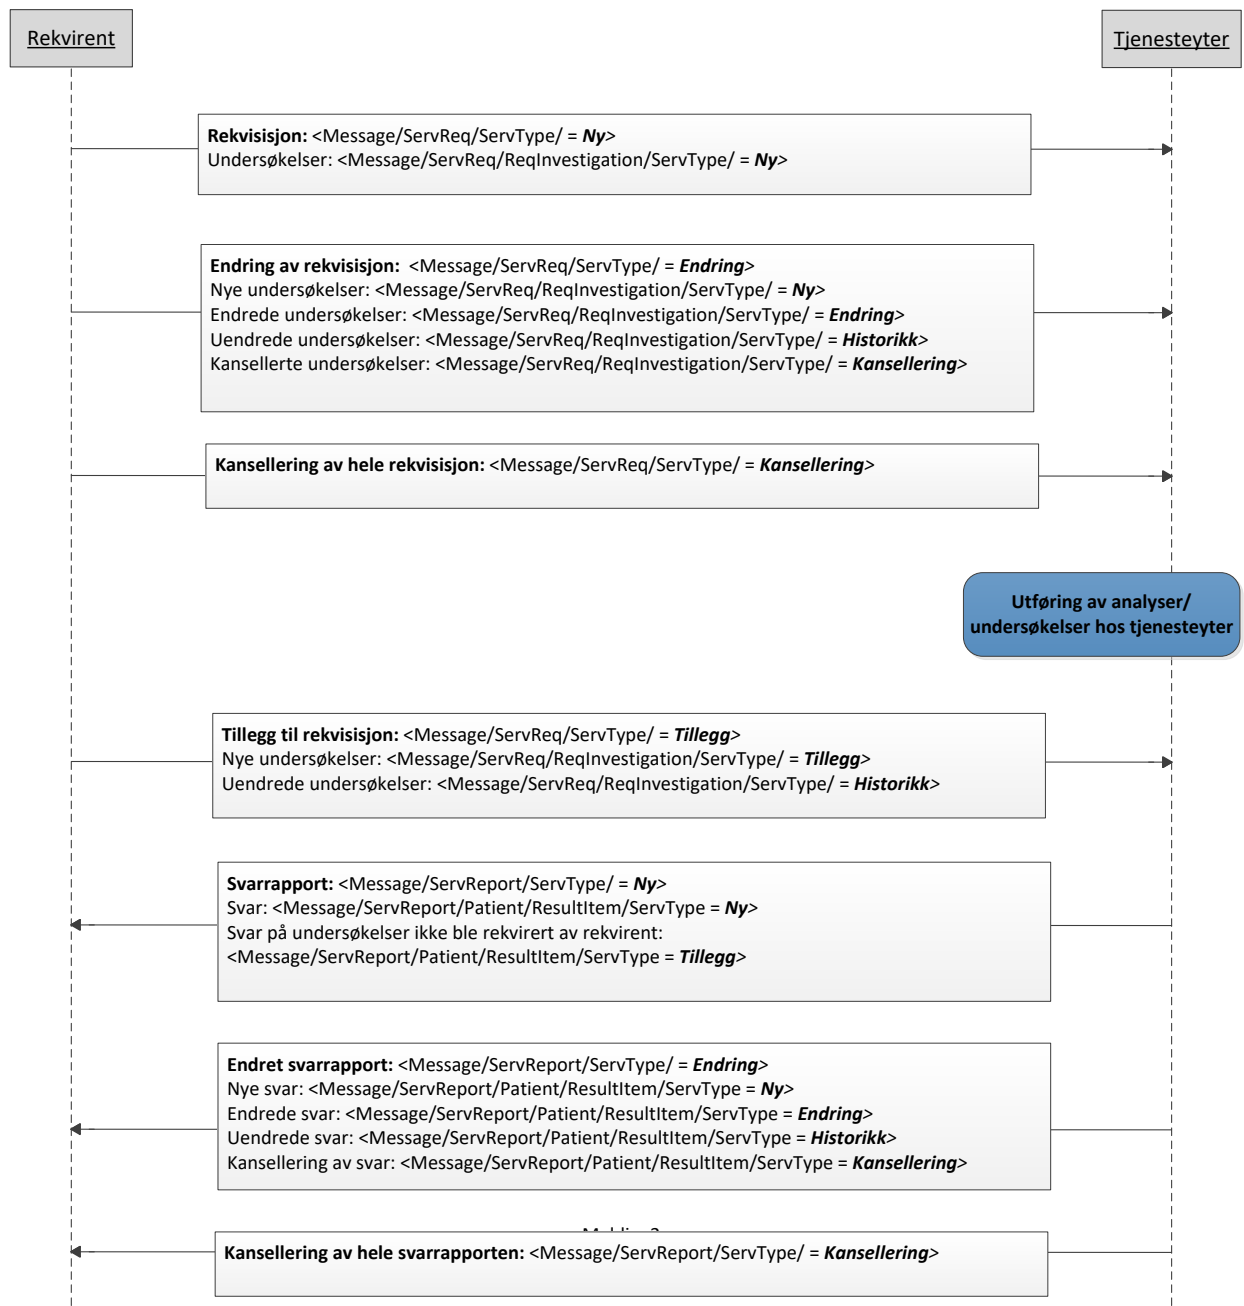 Rekvirent
Tjenesteyter
Rekvisisjon: <Message/ServReq/ServType/ = Ny>
Undersøkelser: <Message/ServReq/ReqInvestigation/ServType/ = Ny>
Endring av rekvisisjon: <Message/ServReq/ServType/ = Endring>
Nye undersøkelser: <Message/ServReq/ReqInvestigation/ServType/ = Ny>
Endrede undersøkelser: <Message/ServReq/ReqInvestigation/ServType/ = Endring>
Uendrede undersøkelser: <Message/ServReq/ReqInvestigation/ServType/ = Historikk>
Kansellerte undersøkelser: <Message/ServReq/ReqInvestigation/ServType/ = Kansellering>
Kansellering av hele rekvisisjon: <Message/ServReq/ServType/ = Kansellering>
Utføring av analyser/
undersøkelser hos tjenesteyter
Tillegg til rekvisisjon: <Message/ServReq/ServType/ = Tillegg>
Nye undersøkelser: <Message/ServReq/ReqInvestigation/ServType/ = Tillegg>
Uendrede undersøkelser: <Message/ServReq/ReqInvestigation/ServType/ = Historikk>
Svarrapport: <Message/ServReport/ServType/ = Ny>
Svar: <Message/ServReport/Patient/ResultItem/ServType = Ny>
Svar på undersøkelser ikke ble rekvirert av rekvirent:
<Message/ServReport/Patient/ResultItem/ServType = Tillegg>
Endret svarrapport: <Message/ServReport/ServType/ = Endring>
Nye svar: <Message/ServReport/Patient/ResultItem/ServType = Ny>
Endrede svar: <Message/ServReport/Patient/ResultItem/ServType = Endring>
Uendrede svar: <Message/ServReport/Patient/ResultItem/ServType = Historikk>
Kansellering av svar: <Message/ServReport/Patient/ResultItem/ServType = Kansellering>
Kansellering av hele svarrapporten: <Message/ServReport/ServType/ = Kansellering>